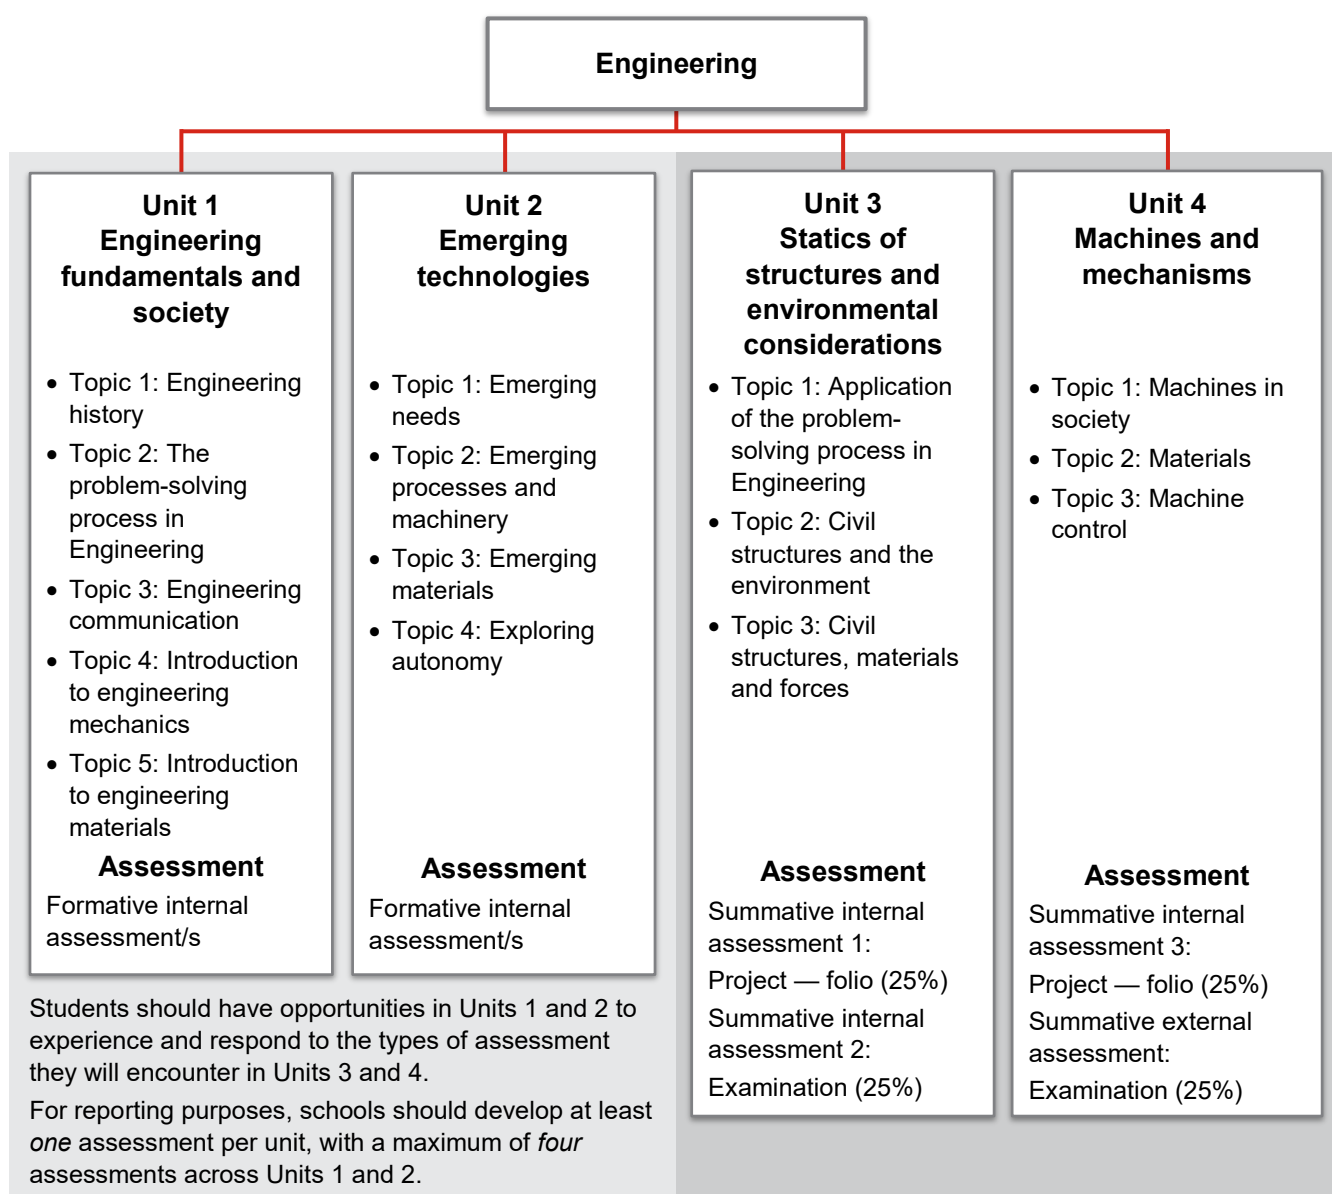 Engineering
Unit 1
Engineering
fundamentals and
society
• Topic 1: Engineering
history
• Topic 2: The
problem-solving
process in
Engineering
• Topic 3: Engineering
communication
• Topic 4: Introduction
to engineering
mechanics
• Topic 5: Introduction
to engineering
materials
Assessment
Formative internal
assessment/s
Unit 2
Emerging
technologies
• Topic 1: Emerging
needs
• Topic 2: Emerging
processes and
machinery
• Topic 3: Emerging
materials
• Topic 4: Exploring
autonomy
Assessment
Formative internal
assessment/s
Students should have opportunities in Units 1 and 2 to
experience and respond to the types of assessment
they will encounter in Units 3 and 4.
For reporting purposes, schools should develop at least
one assessment per unit, with a maximum of four
assessments across Units 1 and 2.
Unit 3
Statics of
structures and
environmental
considerations
• Topic 1: Application
of the problem-
solving process in
Engineering
• Topic 2: Civil
structures and the
environment
• Topic 3: Civil
structures, materials
and forces
Assessment
Summative internal
assessment 1:
Project — folio (25%)
Summative internal
assessment 2:
Examination (25%)
Unit 4
Machines and
mechanisms
• Topic 1: Machines in
society
• Topic 2: Materials
• Topic 3: Machine
control
Assessment
Summative internal
assessment 3:
Project — folio (25%)
Summative external
assessment:
Examination (25%)